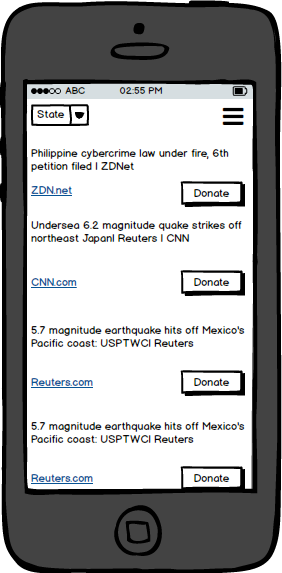 ABC 02:55 PM
State
Philippine cybercrime law under fire, 6th
petition filed | ZDNet
ZDN.net Donate
Undersea 6.2 magnitude quake strikes off
northeast Japanl Reuters | CNN
CNN.com Donate
5.7 magnitude earthquake hits off Mexico's
Pacific coast: USPTWCI Reuters
Reuters.com Donate
5.7 magnitude earthquake hits off Mexico's
Pacific coast: USPTWCI Reuters
Reuters.com Donate